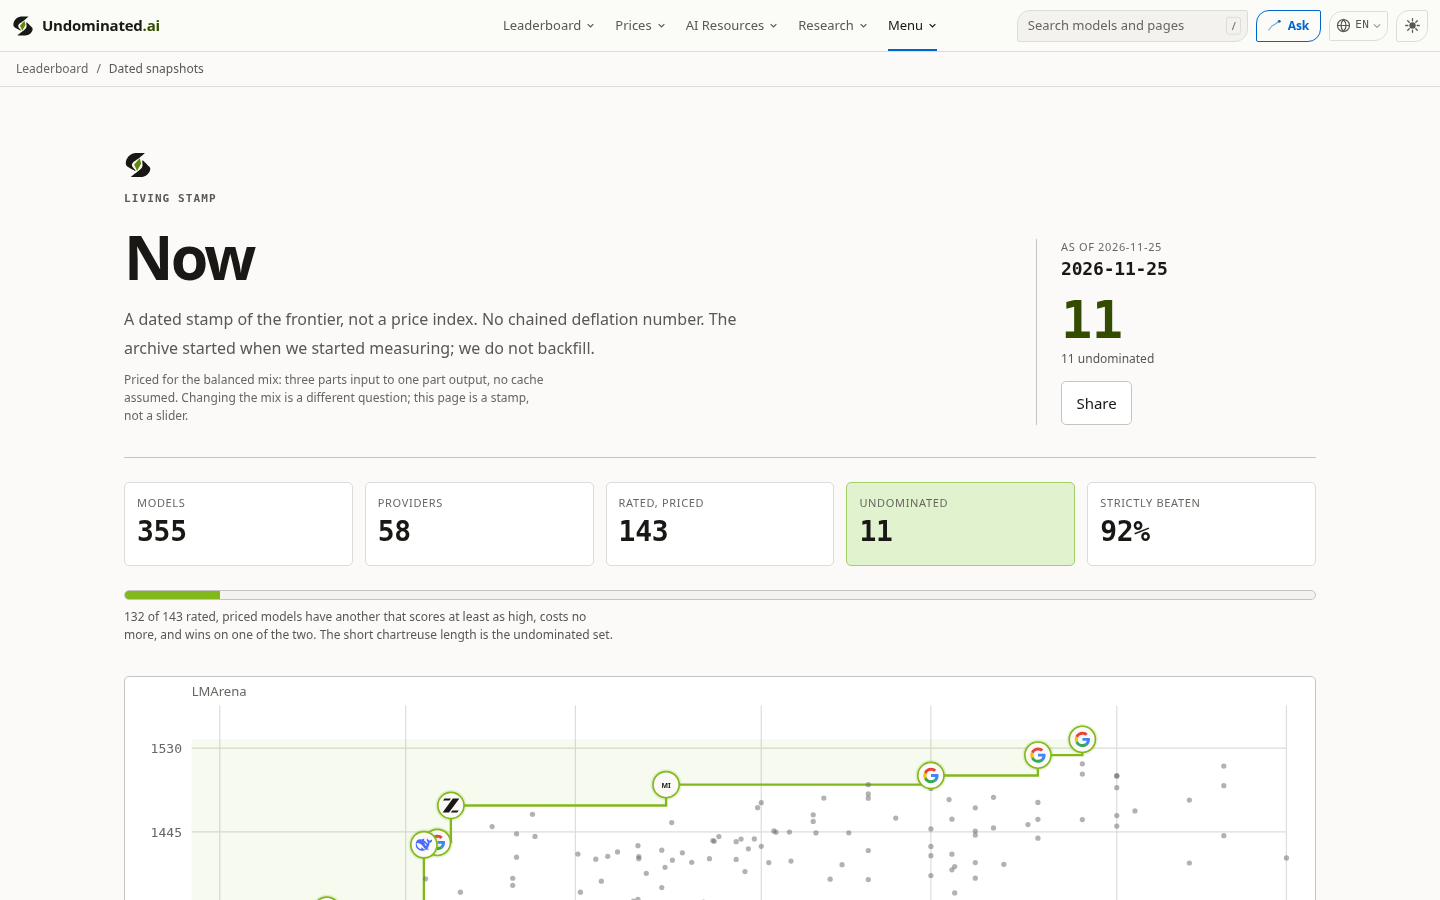 Undominated.ai
Leaderboard
Prices
AI Resources
Research
Menu
Search models and pages
/
Ask
EN
Leaderboard / Dated snapshots
LIVING STAMP
Now
A dated stamp of the frontier, not a price index. No chained deflation number. The
archive started when we started measuring; we do not backfill.
Priced for the balanced mix: three parts input to one part output, no cache
assumed. Changing the mix is a different question; this page is a stamp,
not a slider.
AS OF 2026-11-25
2026-11-25
11
11 undominated
Share
MODELS
355
PROVIDERS
58
RATED, PRICED
143
UNDOMINATED
11
STRICTLY BEATEN
92%
132 of 143 rated, priced models have another that scores at least as high, costs no
more, and wins on one of the two. The short chartreuse length is the undominated set.
LMArena
1530
MI
1445